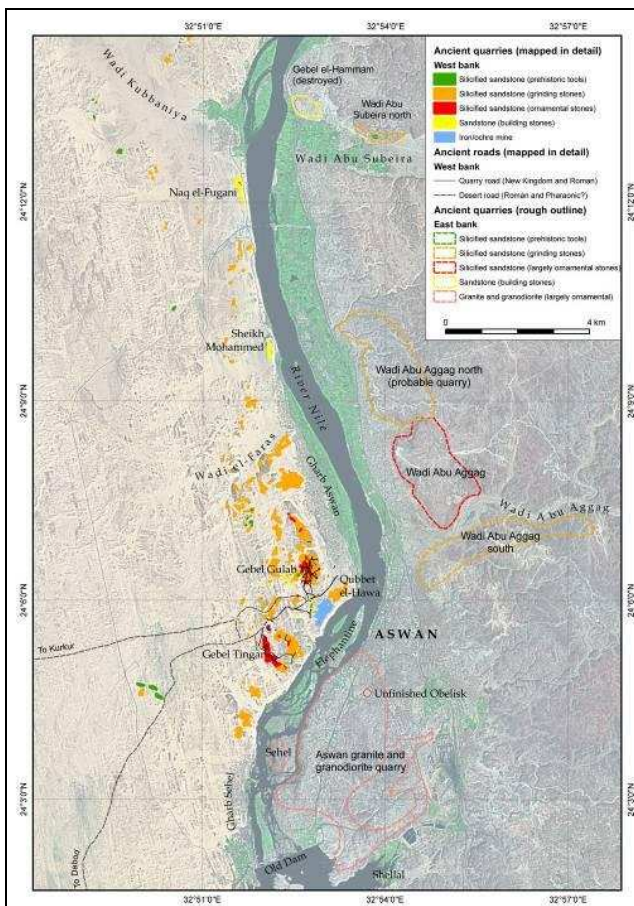 32°51'0"E
32°54'0"E
32°57'0"E
Ancient quarries (mapped in detail)
West bank
Silicified sandstone (prehistoric tools)
Silicified sandstone (grinding stones)
Silicified sandstone (ornamental stones)
Sandstone (building stones)
Iron/ochre mine
Ancient roads (mapped in detail)
West bank
Quarry road (New Kingdom and Roman)
Desert road (Roman and Pharaonic?)
Ancient quarries (rough outline)
East bank
Silicified sandstone (prehistoric tools)
Silicified sandstone (grinding stones)
Silicified sandstone (largely ornamental stones)
Sandstone (building stones)
Granite and granodiorite (largely ornamental)
0 4 km
Wadi Kubbaniya
Gebel el-Hammam
(destroyed)
Wadi Abu
Subeira north
Wadi Abu Subeira
24°12'0"N
24°12'0"N
Naq el-Fugani
Sheikh
Mohammed
River Nile
Wadi Abu Aggag north
(probable quarry)
24°9'0"N
24°9'0"N
Wadi el-Faras
Gharb Aswan
Wadi Abu Aggag
Wadi Abu Aggag
Wadi Abu Aggag
south
Gebel Gulab
Qubbet
el-Hawa
24°6'0"N
24°6'0"N
Elephantine
ASWAN
To Kurkur
Gebel Tingar
Unfinished Obelisk
Sehel
Aswan granite and
granodiorite quarry
24°3'0"N
24°3'0"N
Gharb Sehel
Old Dam
Shellal
To Dabod
32°51'0"E
32°54'0"E
32°57'0"E